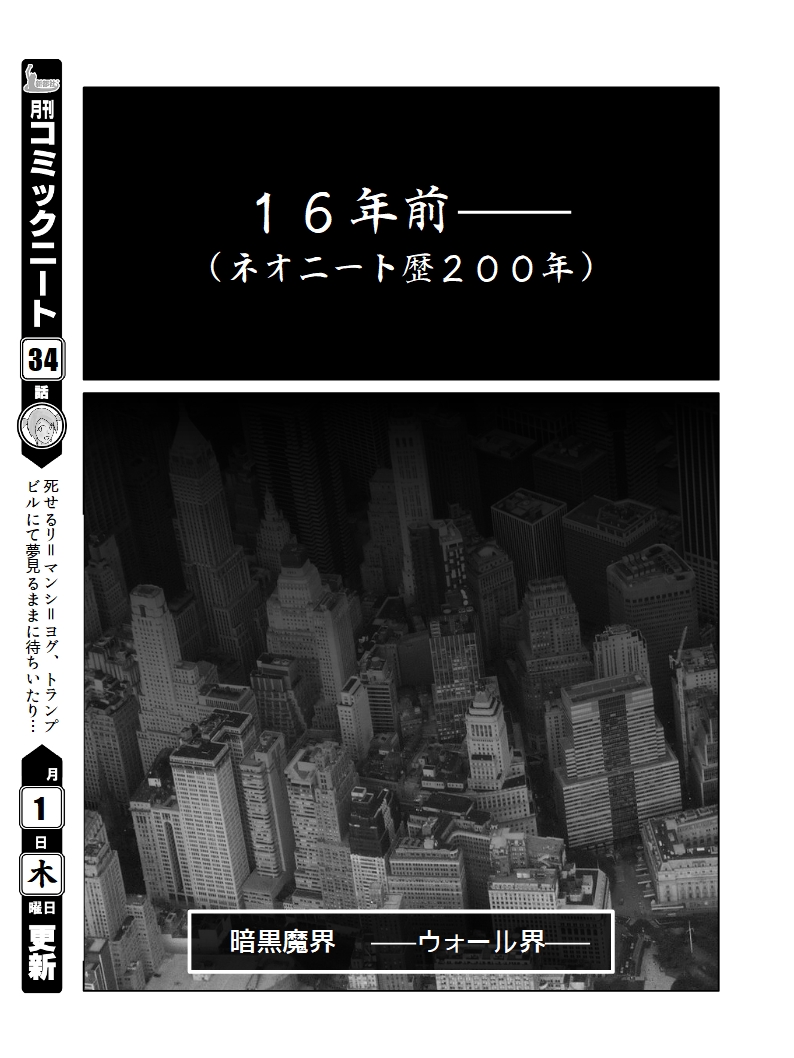 １６年前――
（ネオニート歴２００年）
暗黒魔界　――ウォール界――
新都社
月刊
コミックニート
34
話
死せるリ＝マンシ＝ヨグ、トランプ
ビルにて夢見るままに待ちいたり…
月
1
日
木
曜日
更新